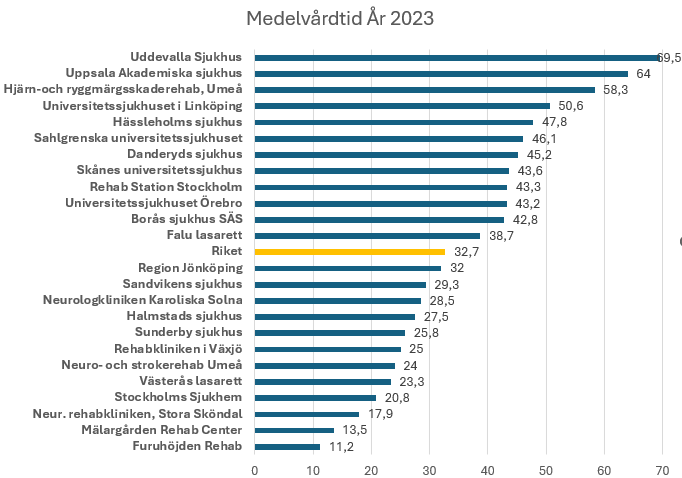 Medelvårdtid År 2023
Uddevalla Sjukhus 69,5
Uppsala Akademiska sjukhus 64
Hjärn-och ryggmärgsskaderehab, Umeå 58,3
Universitetssjukhuset i Linköping 50,6
Hässleholms sjukhus 47,8
Sahlgrenska universitetssjukhuset 46,1
Danderyds sjukhus 45,2
Skånes universitetssjukhus 43,6
Rehab Station Stockholm 43,3
Universitetssjukhuset Örebro 43,2
Borås sjukhus SÄS 42,8
Falu lasarett 38,7
Riket 32,7
Region Jönköping 32
Sandvikens sjukhus 29,3
Neurologkliniken Karoliska Solna 28,5
Halmstads sjukhus 27,5
Sunderby sjukhus 25,8
Rehabkliniken i Växjö 25
Neuro- och strokerehab Umeå 24
Västerås lasarett 23,3
Stockholms Sjukhem 20,8
Neur. rehabkliniken, Stora Sköndal 17,9
Mälargården Rehab Center 13,5
Furuhöjden Rehab 11,2
0 10 20 30 40 50 60 70